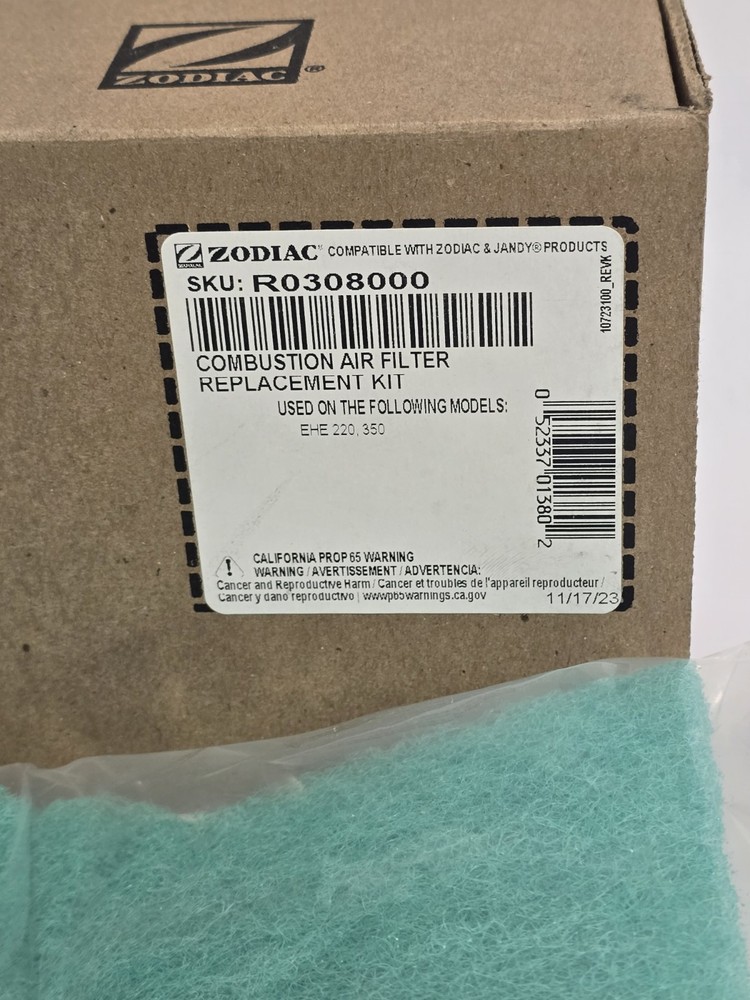 ZODIAC®
ZODIAC® COMPATIBLE WITH ZODIAC & JANDY® PRODUCTS
SKU: R0308000
10723100_REVK
COMBUSTION AIR FILTER
REPLACEMENT KIT
USED ON THE FOLLOWING MODELS:
EHE 220, 350
0 52337 01380 2
CALIFORNIA PROP 65 WARNING
WARNING / AVERTISSEMENT / ADVERTENCIA:
Cancer and Reproductive Harm / Cancer et troubles de l'appareil reproducteur /
Cancer y dano reproductivo | www.p65warnings.ca.gov
11/17/23